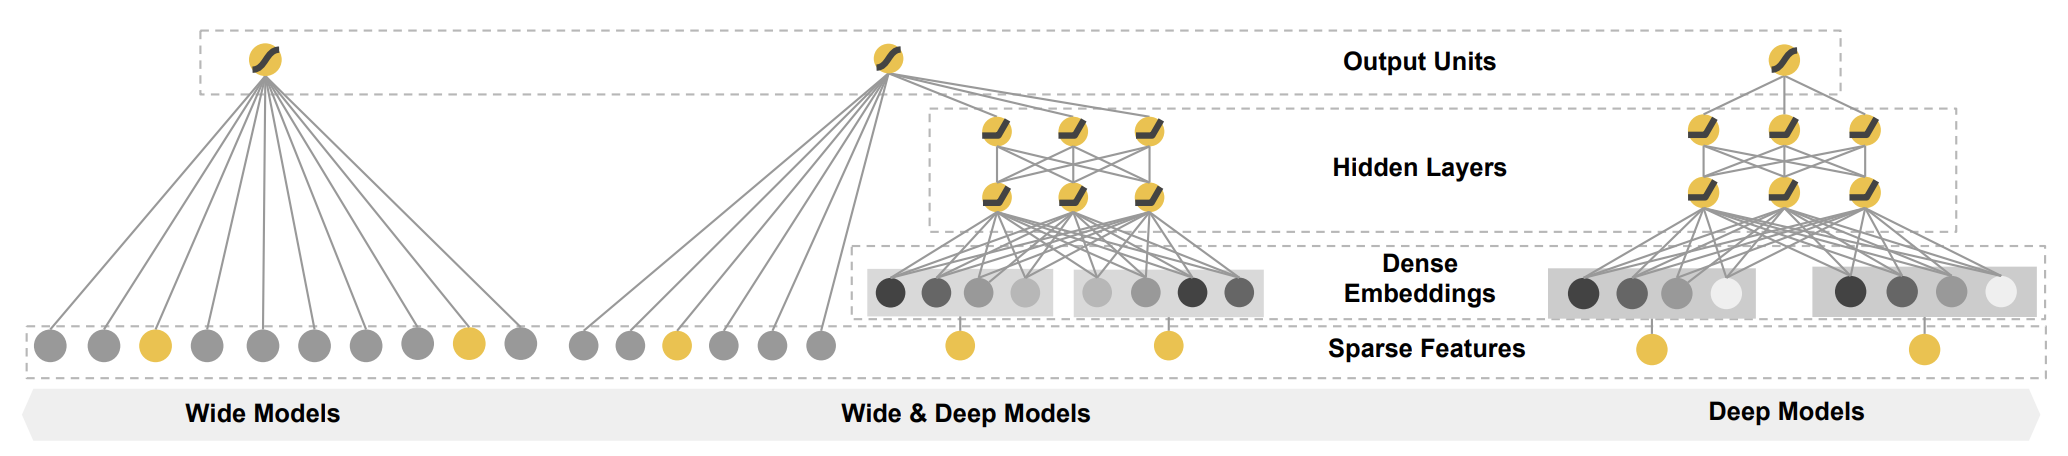 Output Units
Hidden Layers
Dense
Embeddings
Sparse Features
Wide Models
Wide & Deep Models
Deep Models